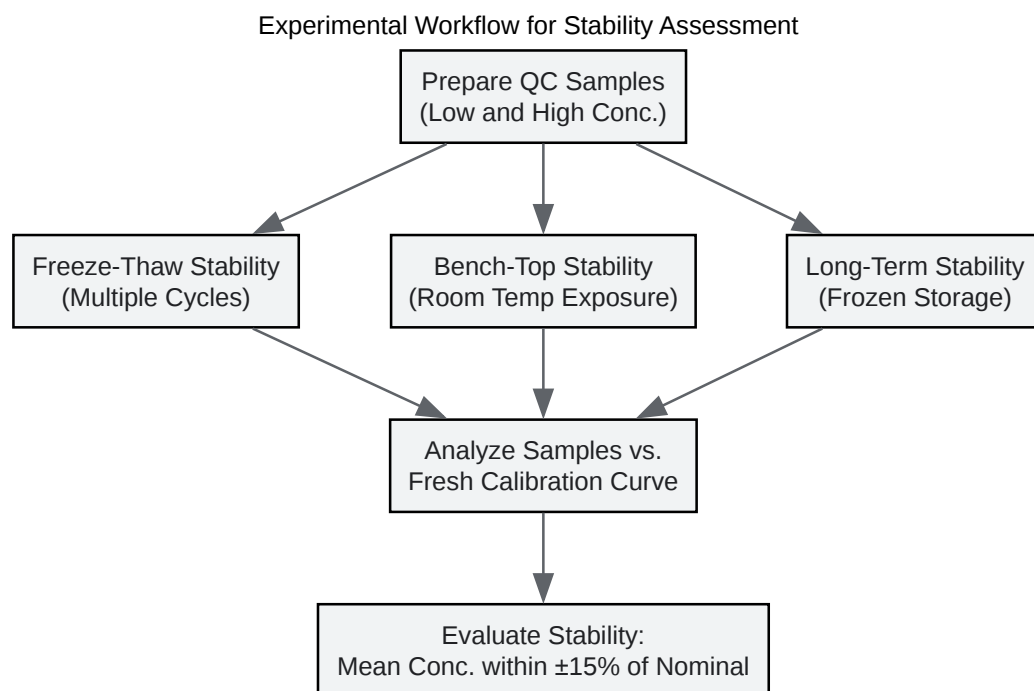 Experimental Workflow for Stability Assessment
Prepare QC Samples
(Low and High Conc.)
Freeze-Thaw Stability
(Multiple Cycles)
Bench-Top Stability
(Room Temp Exposure)
Long-Term Stability
(Frozen Storage)
Analyze Samples vs.
Fresh Calibration Curve
Evaluate Stability:
Mean Conc. within ±15% of Nominal